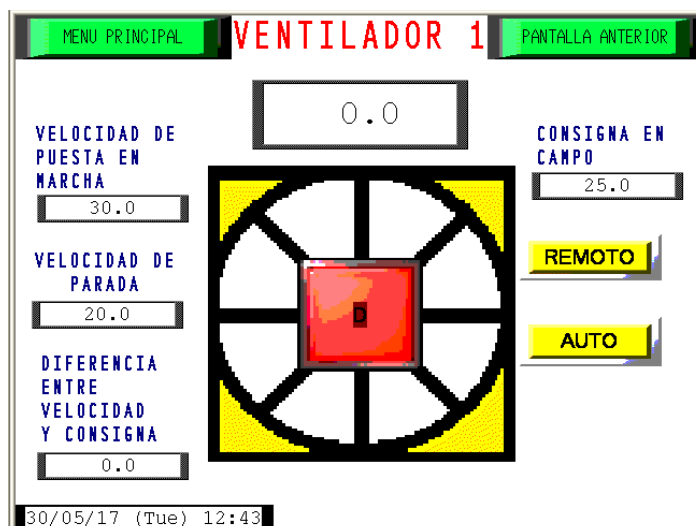 MENU PRINCIPAL
VENTILADOR 1
PANTALLA ANTERIOR
0.0
VELOCIDAD DE
PUESTA EN
MARCHA
30.0
CONSIGNA EN
CAMPO
25.0
REMOTO
VELOCIDAD DE
PARADA
20.0
D
AUTO
DIFERENCIA
ENTRE
VELOCIDAD
Y CONSIGNA
0.0
30/05/17 (Tue) 12:43